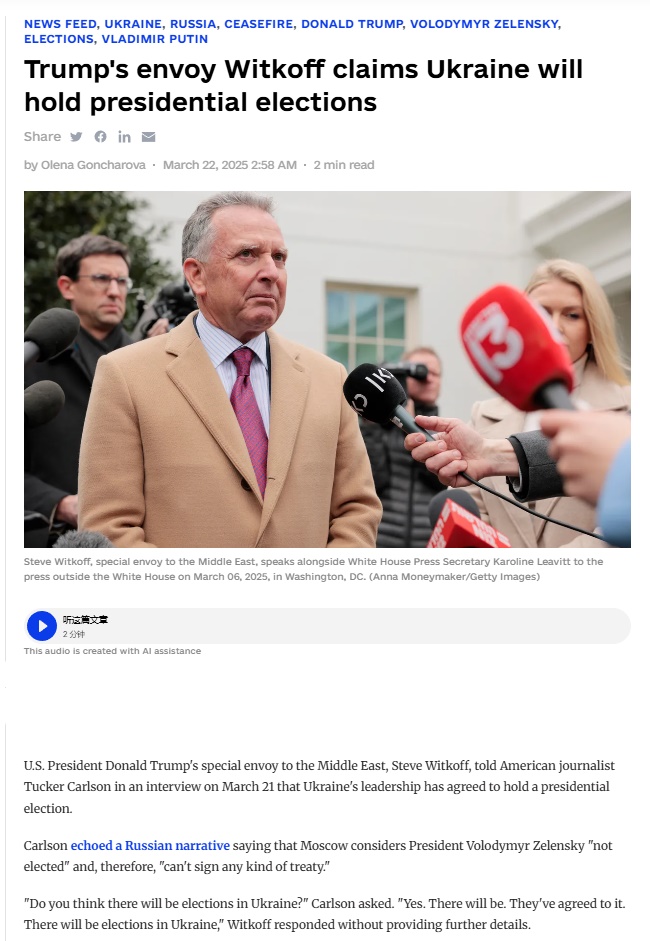 NEWS FEED, UKRAINE, RUSSIA, CEASEFIRE, DONALD TRUMP, VOLODYMYR ZELENSKY,
ELECTIONS, VLADIMIR PUTIN
Trump's envoy Witkoff claims Ukraine will
hold presidential elections
Share
by Olena Goncharova · March 22, 2025 2:58 AM · 2 min read
13
Steve Witkoff, special envoy to the Middle East, speaks alongside White House Press Secretary Karoline Leavitt to the
press outside the White House on March 06, 2025, in Washington, DC. (Anna Moneymaker/Getty Images)
听这篇文章
2 分钟
This audio is created with AI assistance
U.S. President Donald Trump's special envoy to the Middle East, Steve Witkoff, told American journalist
Tucker Carlson in an interview on March 21 that Ukraine's leadership has agreed to hold a presidential
election.
Carlson echoed a Russian narrative saying that Moscow considers President Volodymyr Zelensky "not
elected" and, therefore, "can't sign any kind of treaty."
"Do you think there will be elections in Ukraine?" Carlson asked. "Yes. There will be. They've agreed to it.
There will be elections in Ukraine," Witkoff responded without providing further details.